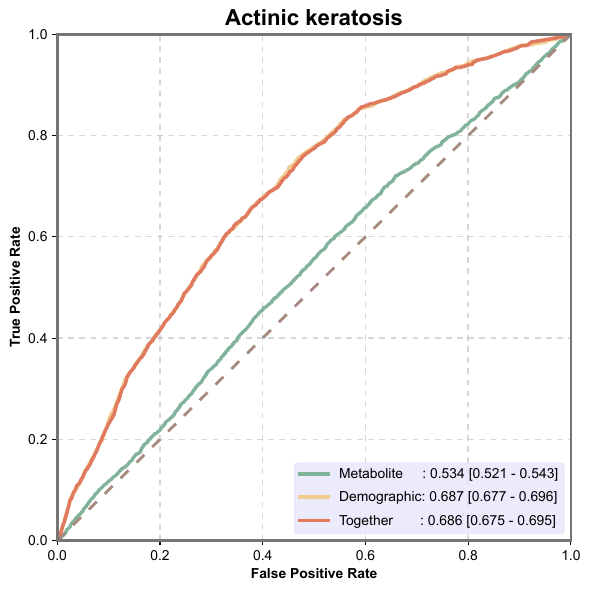 Actinic keratosis
1.0
0.8
0.6
0.4
0.2
0.0
True Positive Rate
Metabolite : 0.534 [0.521 - 0.543]
Demographic: 0.687 [0.677 - 0.696]
Together : 0.686 [0.675 - 0.695]
0.0 0.2 0.4 0.6 0.8 1.0
False Positive Rate